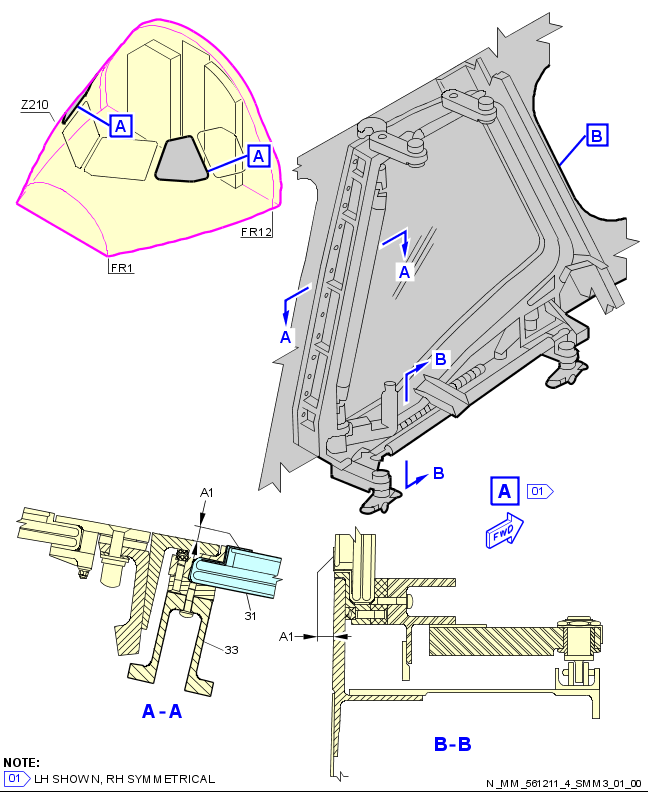 Z210
A
A
FR12
FR1
B
A
A
B
B
A 01
FWD
A1
31
33
A-A
A1
B-B
NOTE:
01 LH SHOWN, RH SYMMETRICAL
N_MM_561211_4_SMM3_01_00